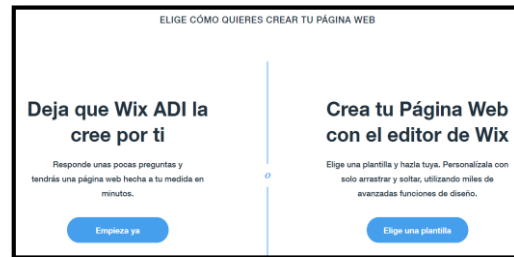 ELIGE CÓMO QUIERES CREAR TU PÁGINA WEB
Deja que Wix ADI la
cree por ti
Responde unas pocas preguntas y
tendrás una página web hecha a tu medida en
minutos.
Empieza ya
o
Crea tu Página Web
con el editor de Wix
Elige una plantilla y hazla tuya. Personalízala con
solo arrastrar y soltar, utilizando miles de
avanzadas funciones de diseño.
Elige una plantilla